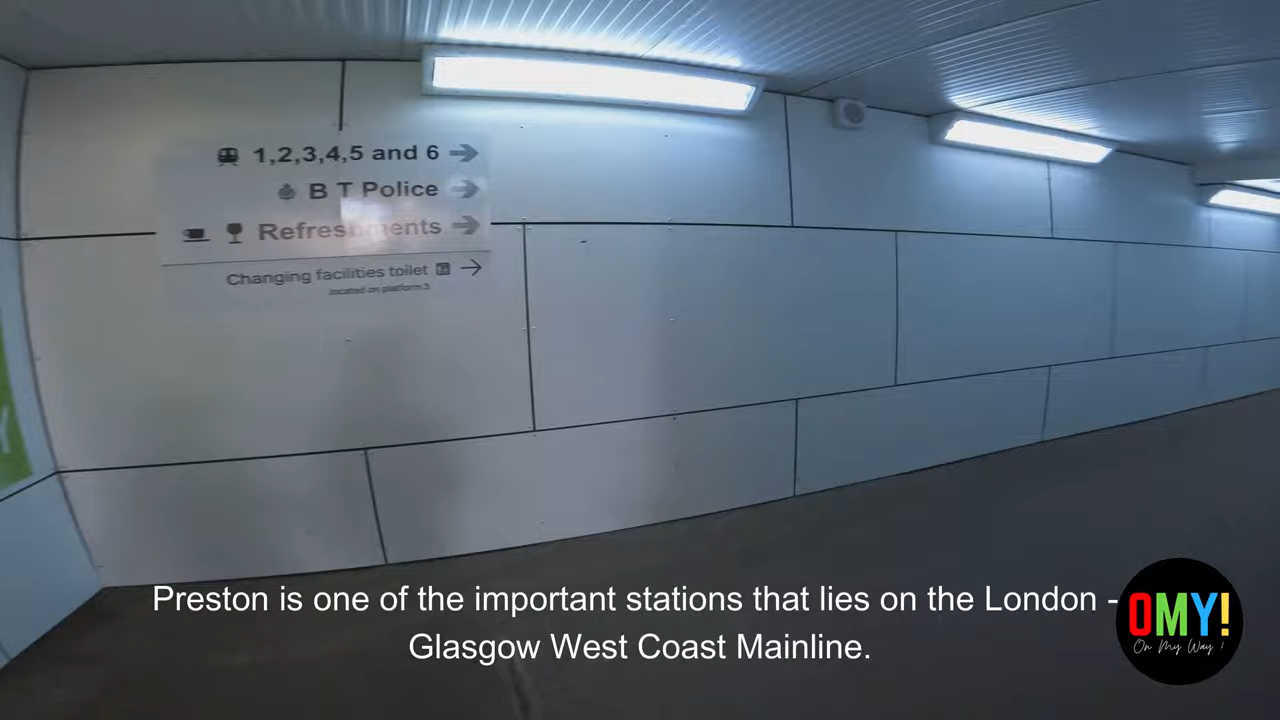 1,2,3,4,5 and 6
B T Police
Refreshments
Changing facilities toilet
located on platform 3
Y
Preston is one of the important stations that lies on the London -
Glasgow West Coast Mainline.
OMY!
On My Way !